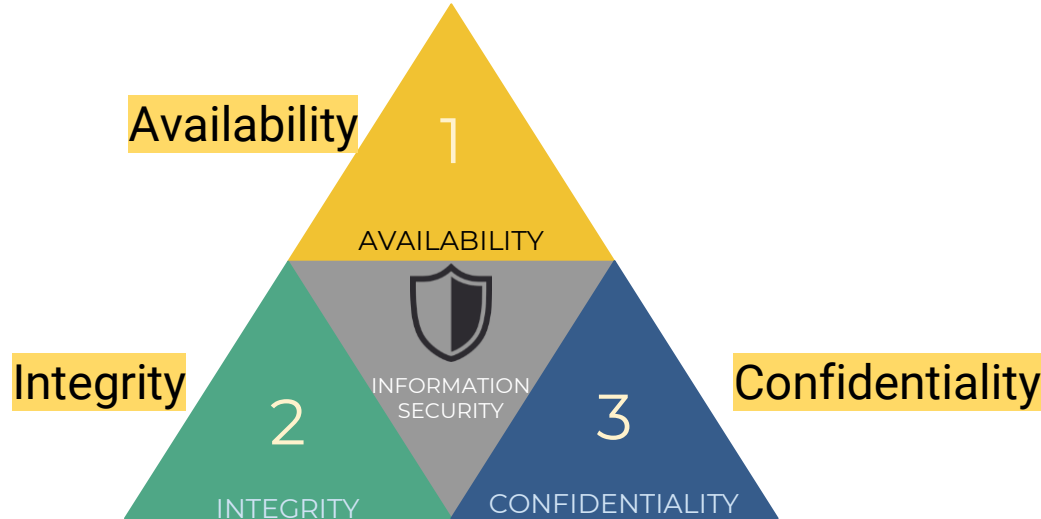 Availability
1
AVAILABILITY
Integrity
2
INTEGRITY
INFORMATION
SECURITY
3
CONFIDENTIALITY
Confidentiality